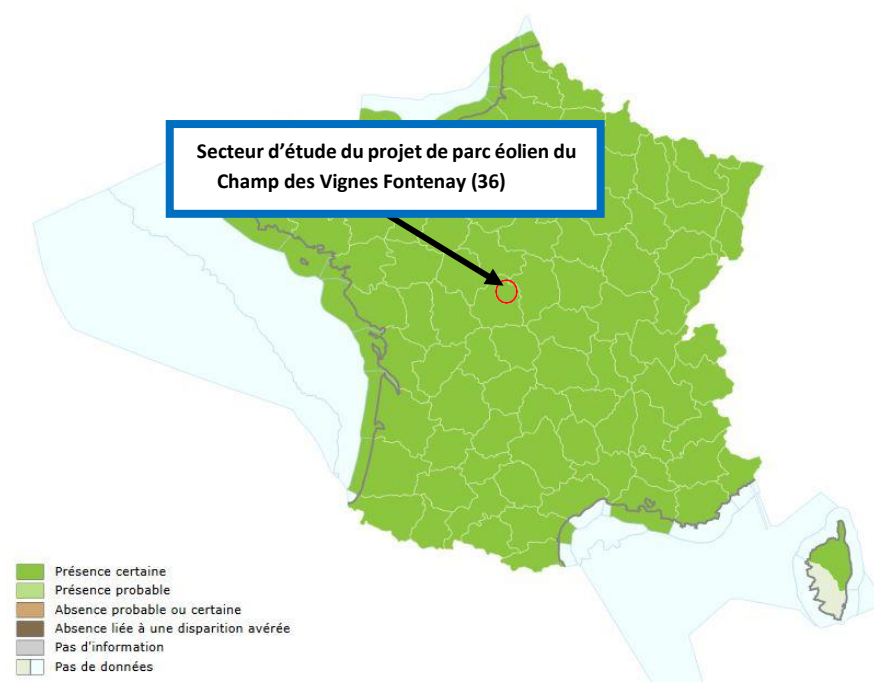 Secteur d'étude du projet de parc éolien du
Champ des Vignes Fontenay (36)
Présence certaine
Présence probable
Absence probable ou certaine
Absence liée à une disparition avérée
Pas d'information
Pas de données